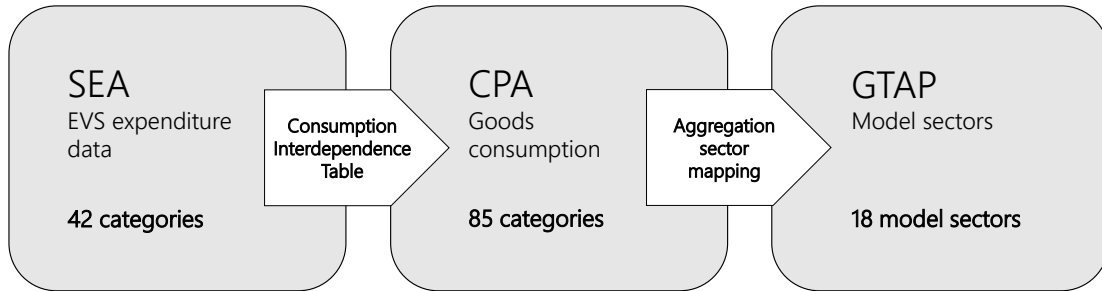 SEA
EVS expenditure
data
42 categories
Consumption
Interdependence
Table
CPA
Goods
consumption
85 categories
Aggregation
sector
mapping
GTAP
Model sectors
18 model sectors